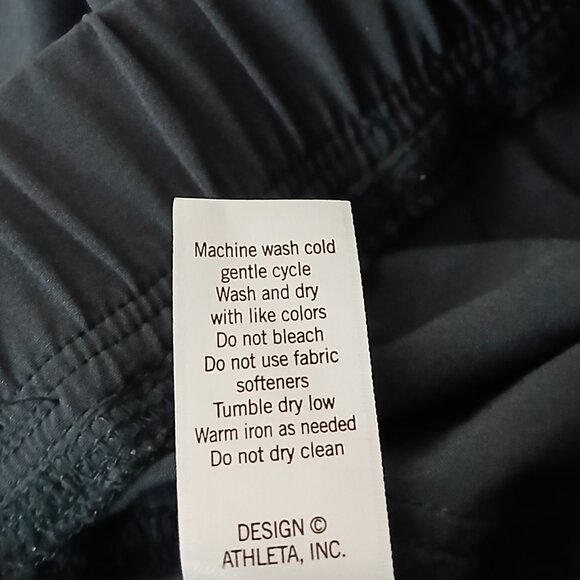 Machine wash cold
gentle cycle
Wash and dry
with like colors
Do not bleach
Do not use fabric
softeners
Tumble dry low
Warm iron as needed
Do not dry clean
DESIGN ©
ATHLETA, INC.